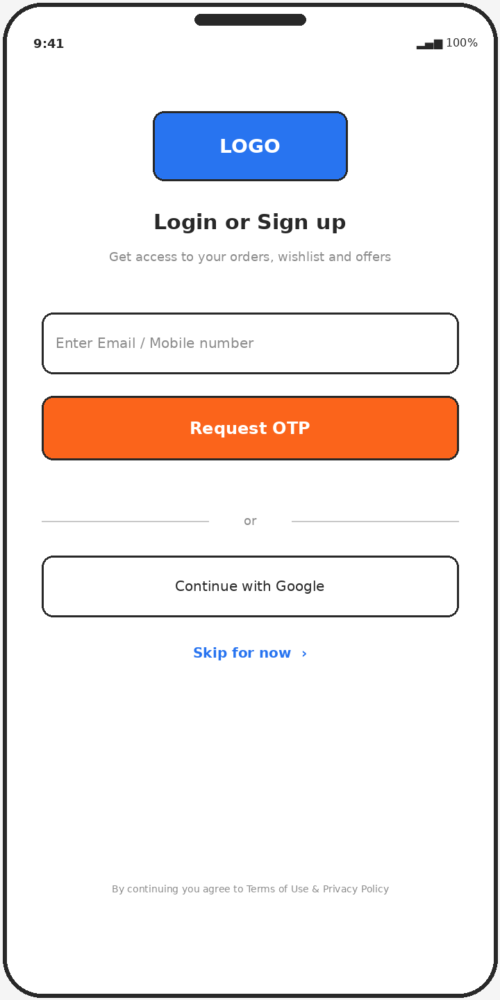 9:41
100%
LOGO
Login or Sign up
Get access to your orders, wishlist and offers
Enter Email / Mobile number
Request OTP
or
Continue with Google
Skip for now ›
By continuing you agree to Terms of Use & Privacy Policy